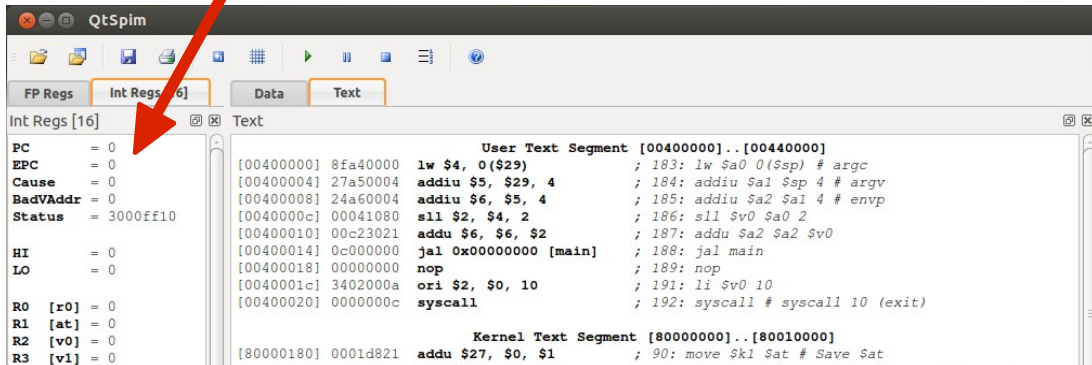 QtSpim
FP Regs
Int Regs 6]
Data
Text
Int Regs [16]
PC = 0
EPC = 0
Cause = 0
BadVAddr = 0
Status = 3000ff10
HI = 0
LO = 0
R0 [r0] = 0
R1 [at] = 0
R2 [v0] = 0
R3 [v1] = 0
Text
User Text Segment [00400000]..[00440000]
[00400000] 8fa40000 lw $4, 0($29) ; 183: lw $a0 0($sp) # argc
[00400004] 27a50004 addiu $5, $29, 4 ; 184: addiu $a1 $sp 4 # argv
[00400008] 24a60004 addiu $6, $5, 4 ; 185: addiu $a2 $a1 4 # envp
[0040000c] 00041080 sll $2, $4, 2 ; 186: sll $v0 $a0 2
[00400010] 00c23021 addu $6, $6, $2 ; 187: addu $a2 $a2 $v0
[00400014] 0c000000 jal 0x00000000 [main] ; 188: jal main
[00400018] 00000000 nop ; 189: nop
[0040001c] 3402000a ori $2, $0, 10 ; 191: li $v0 10
[00400020] 0000000c syscall ; 192: syscall # syscall 10 (exit)
Kernel Text Segment [80000000]..[80010000]
[80000180] 0001d821 addu $27, $0, $1 ; 90: move $k1 $at # Save $at